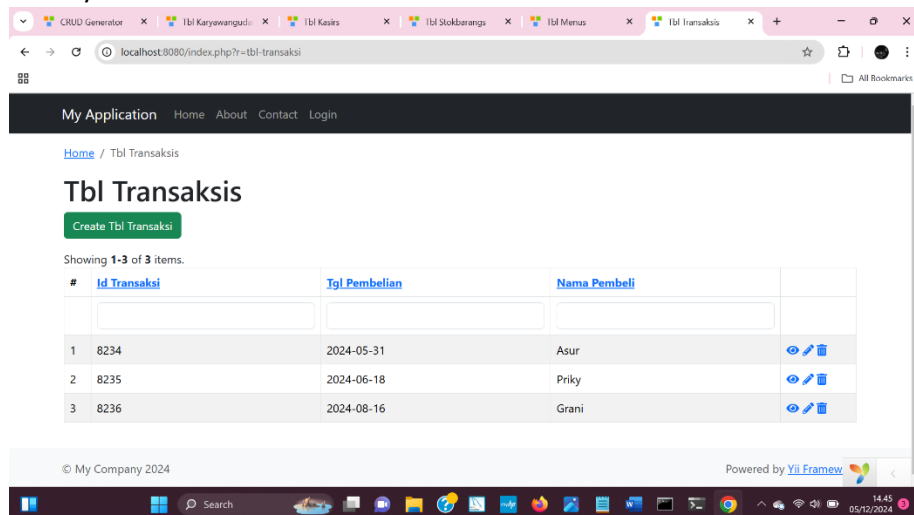 CRUD Generator
Tbl Karyawanguda
Tbl Kasirs
Tbl Stokbarangs
Tbl Menus
Tbl Transaksis
localhost:8080/index.php?r=tbl-transaksi
All Bookmarks
My Application Home About Contact Login
Home / Tbl Transaksis
Tbl Transaksis
Create Tbl Transaksi
Showing 1-3 of 3 items.
# Id Transaksi Tgl Pembelian Nama Pembeli
1 8234 2024-05-31 Asur
2 8235 2024-06-18 Priky
3 8236 2024-08-16 Grani
© My Company 2024 Powered by Yii Framew
Search
14.45
05/12/2024
3